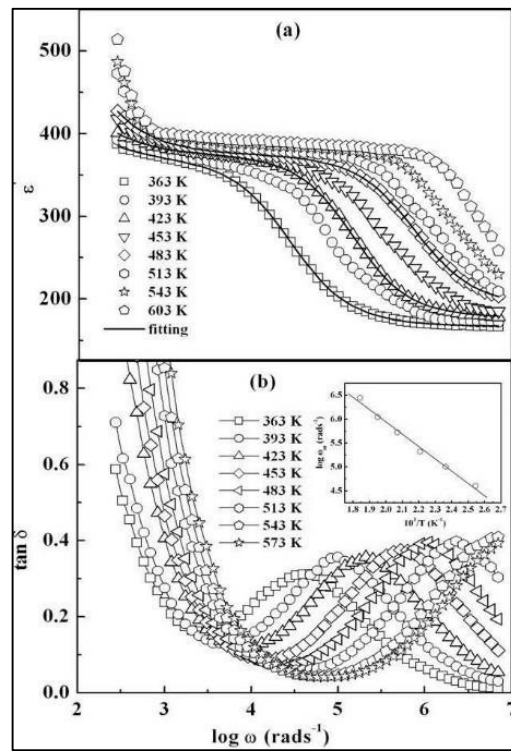 (a)
500
400
300
200
ε'
363 K
393 K
423 K
453 K
483 K
513 K
543 K
603 K
fitting
(b)
0.8
0.6
0.4
0.2
0.0
tan δ
363 K
393 K
423 K
453 K
483 K
513 K
543 K
573 K
6.5
6.0
5.5
5.0
4.5
log ωm (rads-1)
1.8 1.9 2.0 2.1 2.2 2.3 2.4 2.5 2.6 2.7
10³/T (K-1)
2 3 4 5 6 7
log ω (rads-1)